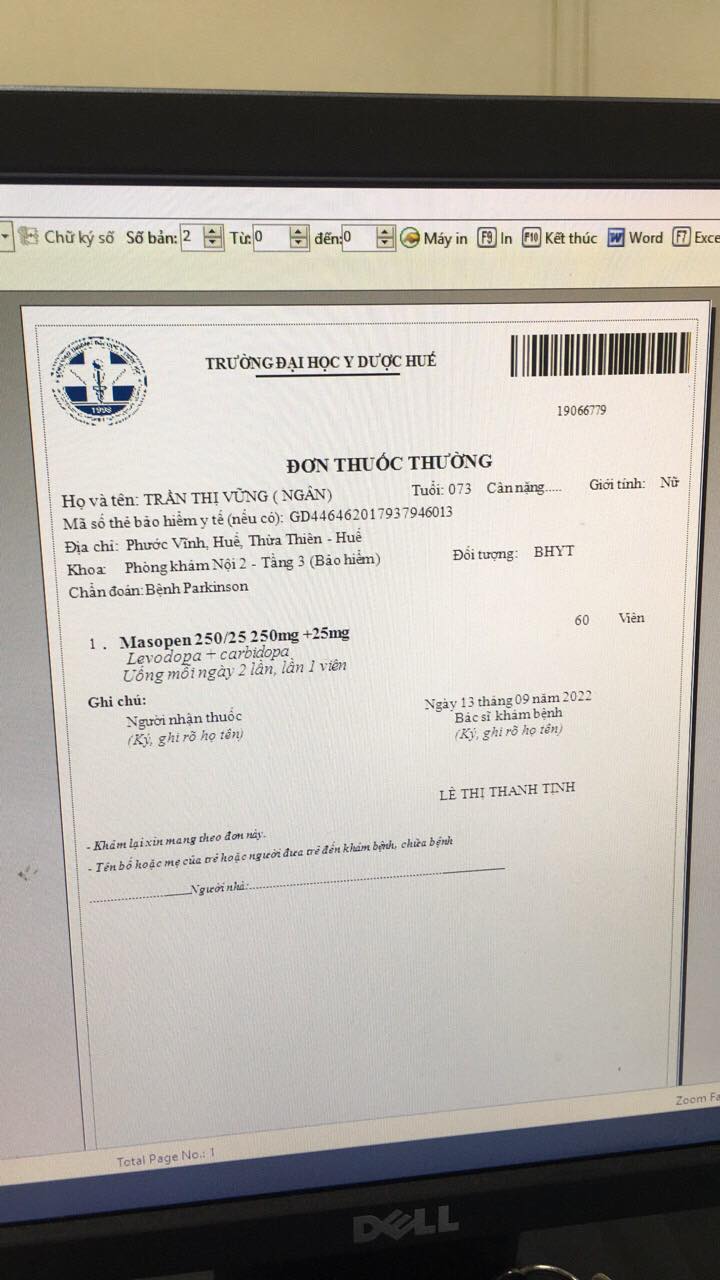 Chữ ký số Số bản: 2 Từ: 0 đến: 0 Máy in F9 In F10 Kết thúc W Word F7 Exce
1998
TRƯỜNG ĐẠI HỌC Y DƯỢC HUẾ
19066779
ĐƠN THUỐC THƯỜNG
Họ và tên: TRẦN THỊ VỮNG ( NGÂN) Tuổi: 073 Cân nặng..... Giới tính: Nữ
Mã số thẻ bảo hiểm y tế (nếu có): GD446462017937946013
Địa chỉ: Phước Vĩnh, Huế, Thừa Thiên - Huế
Khoa: Phòng khám Nội 2 - Tầng 3 (Bảo hiểm) Đối tượng: BHYT
Chẩn đoán: Bệnh Parkinson
1 . Masopen 250/25 250mg +25mg 60 Viên
Levodopa + carbidopa
Uống mỗi ngày 2 lần, lần 1 viên
Ghi chú:
Ngày 13 tháng 09 năm 2022
Người nhận thuốc Bác sĩ khám bệnh
(Ký, ghi rõ họ tên) (Ký, ghi rõ họ tên)
LÊ THỊ THANH TỊNH
- Khám lại xin mang theo đơn này.
- Tên bố hoặc mẹ của trẻ hoặc người đưa trẻ đến khám bệnh, chữa bệnh
Người nhà:
Zoom Fa
Total Page No.: 1
DELL